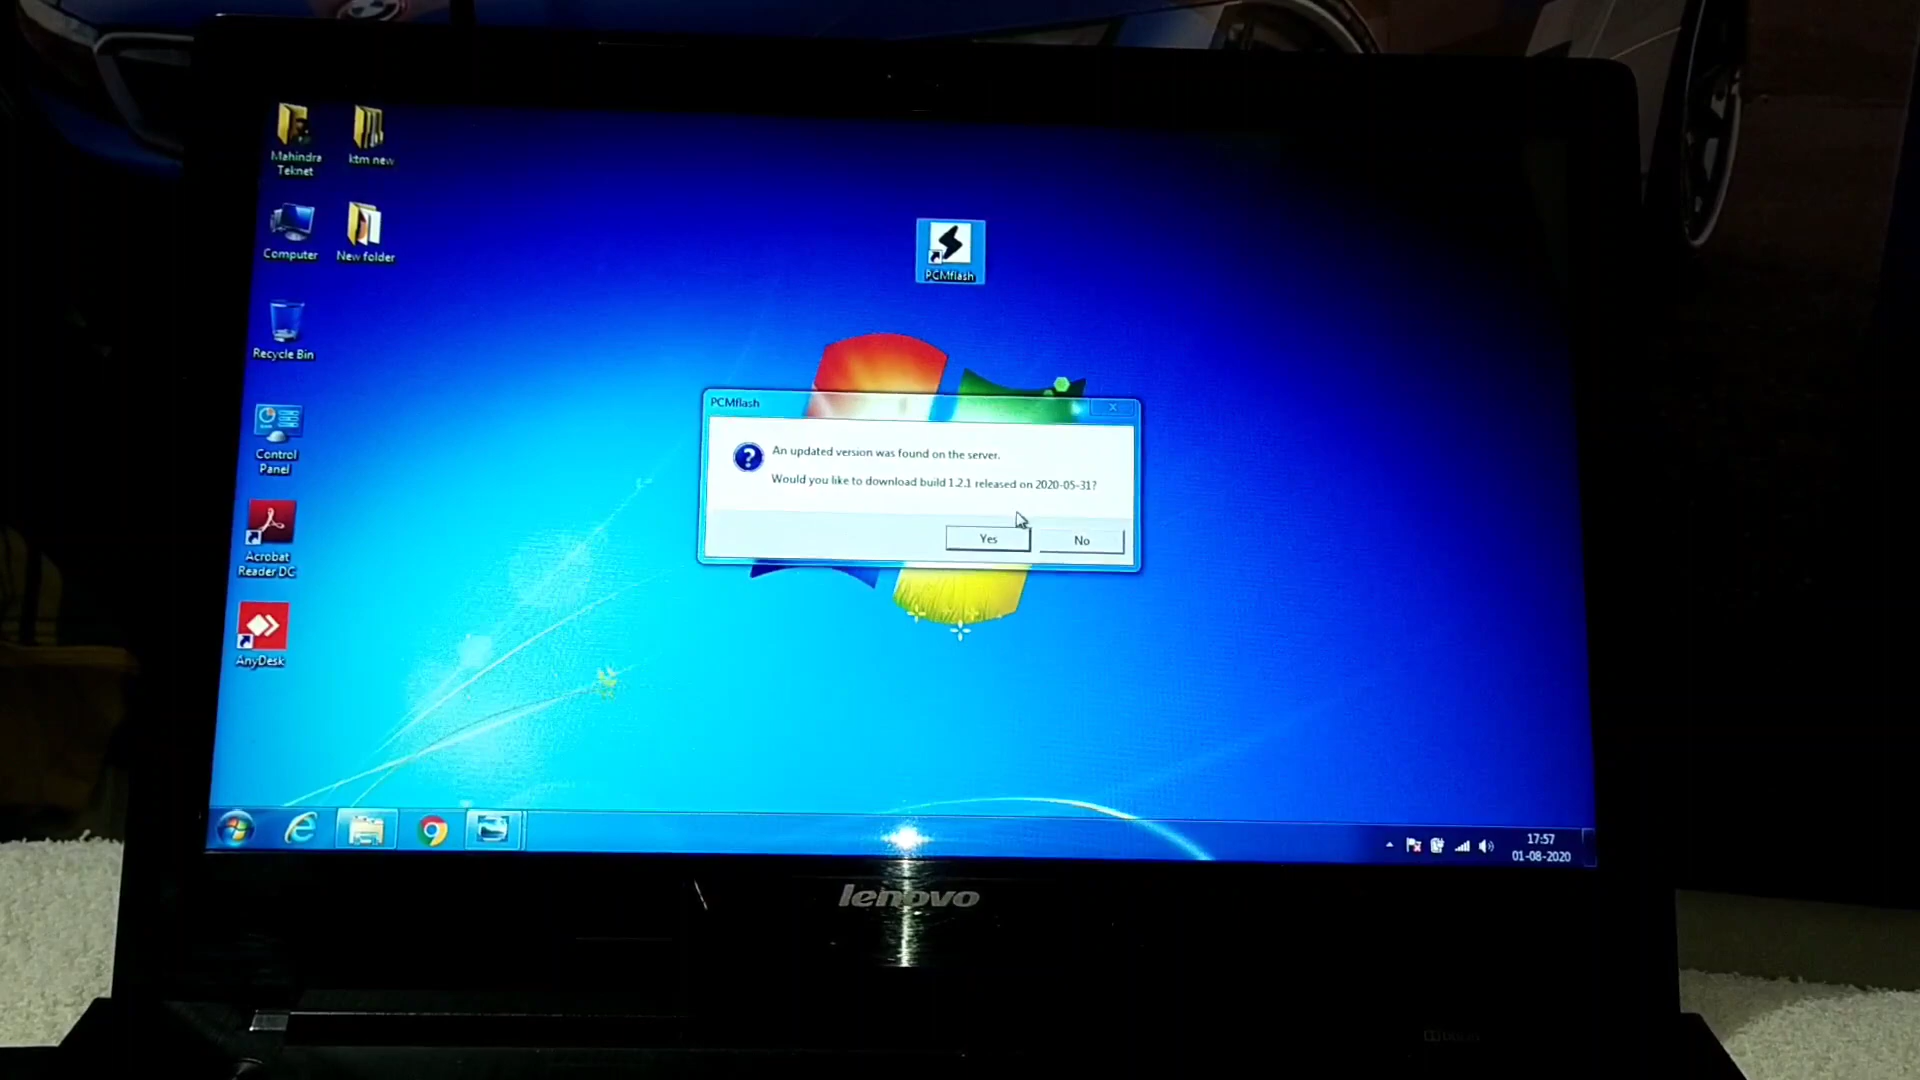 Mahindra
Teknet
ktm new
Computer
New folder
Recycle Bin
Control
Panel
Acrobat
Reader DC
AnyDesk
PCMflash
PCMflash
An updated version was found on the server.
Would you like to download build 1.2.1 released on 2020-05-31?
Yes
No
17:57
01-08-2020
lenovo